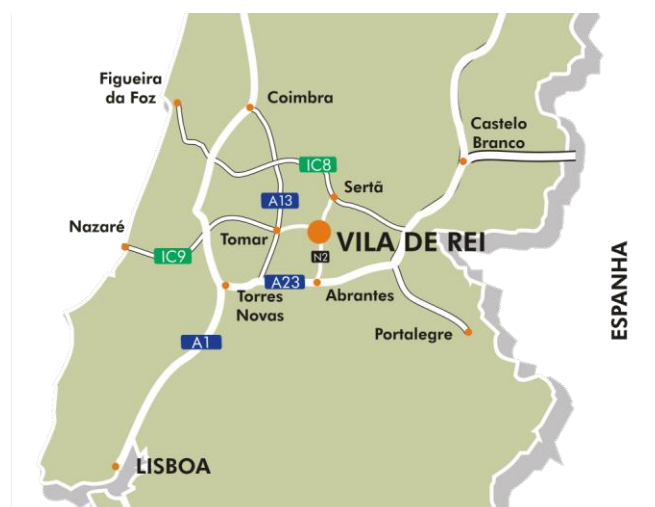 Figueira
da Foz
Coimbra
Castelo
Branco
IC8
Sertã
A13
Nazaré
Tomar
VILA DE REI
IC9
N2
ESPANHA
A23
Torres
Novas
Abrantes
Portalegre
A1
LISBOA